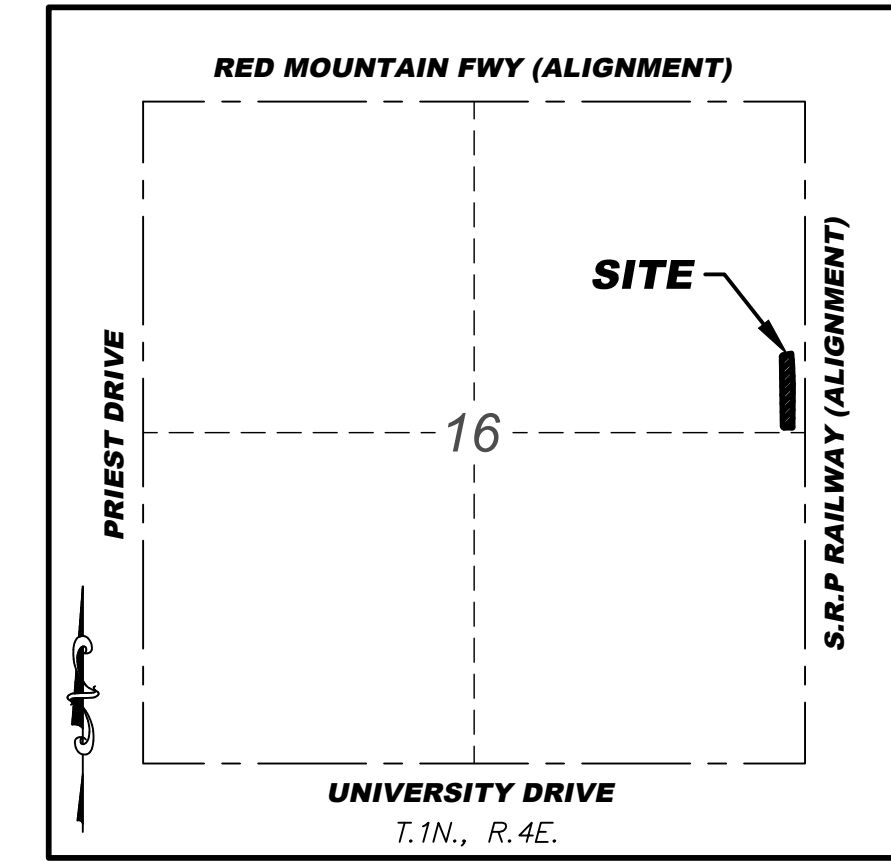 RED MOUNTAIN FWY (ALIGNMENT)
SITE
S.R.P RAILWAY (ALIGNMENT)
PRIEST DRIVE
16
UNIVERSITY DRIVE
T.1N., R.4E.